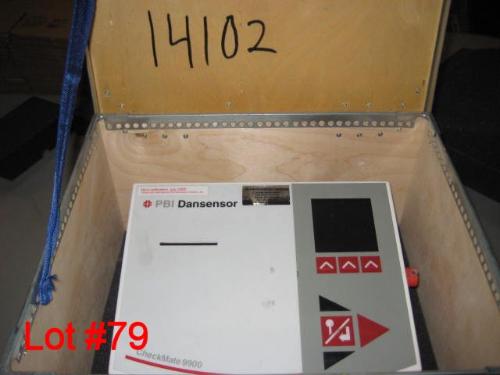 14102
PBI Dansensor
CheckMate 9900
Lot #79